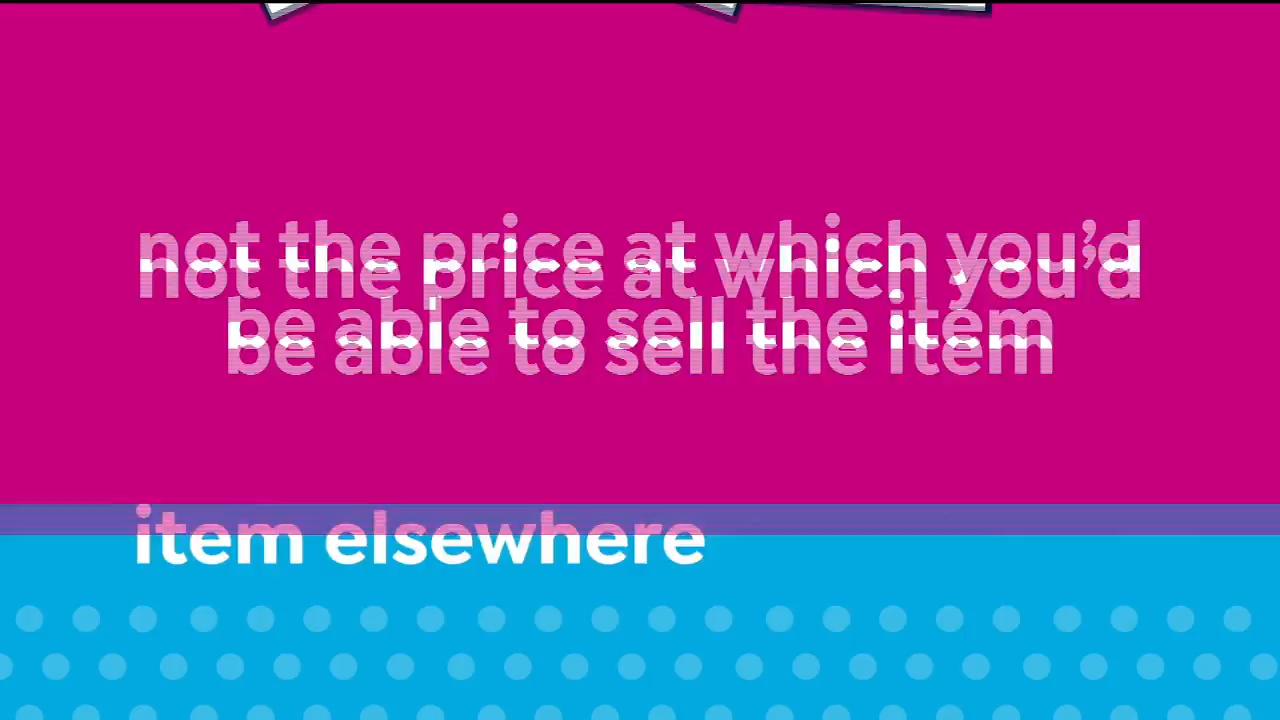 not the price at which you’d
be able to sell the item
item elsewhere